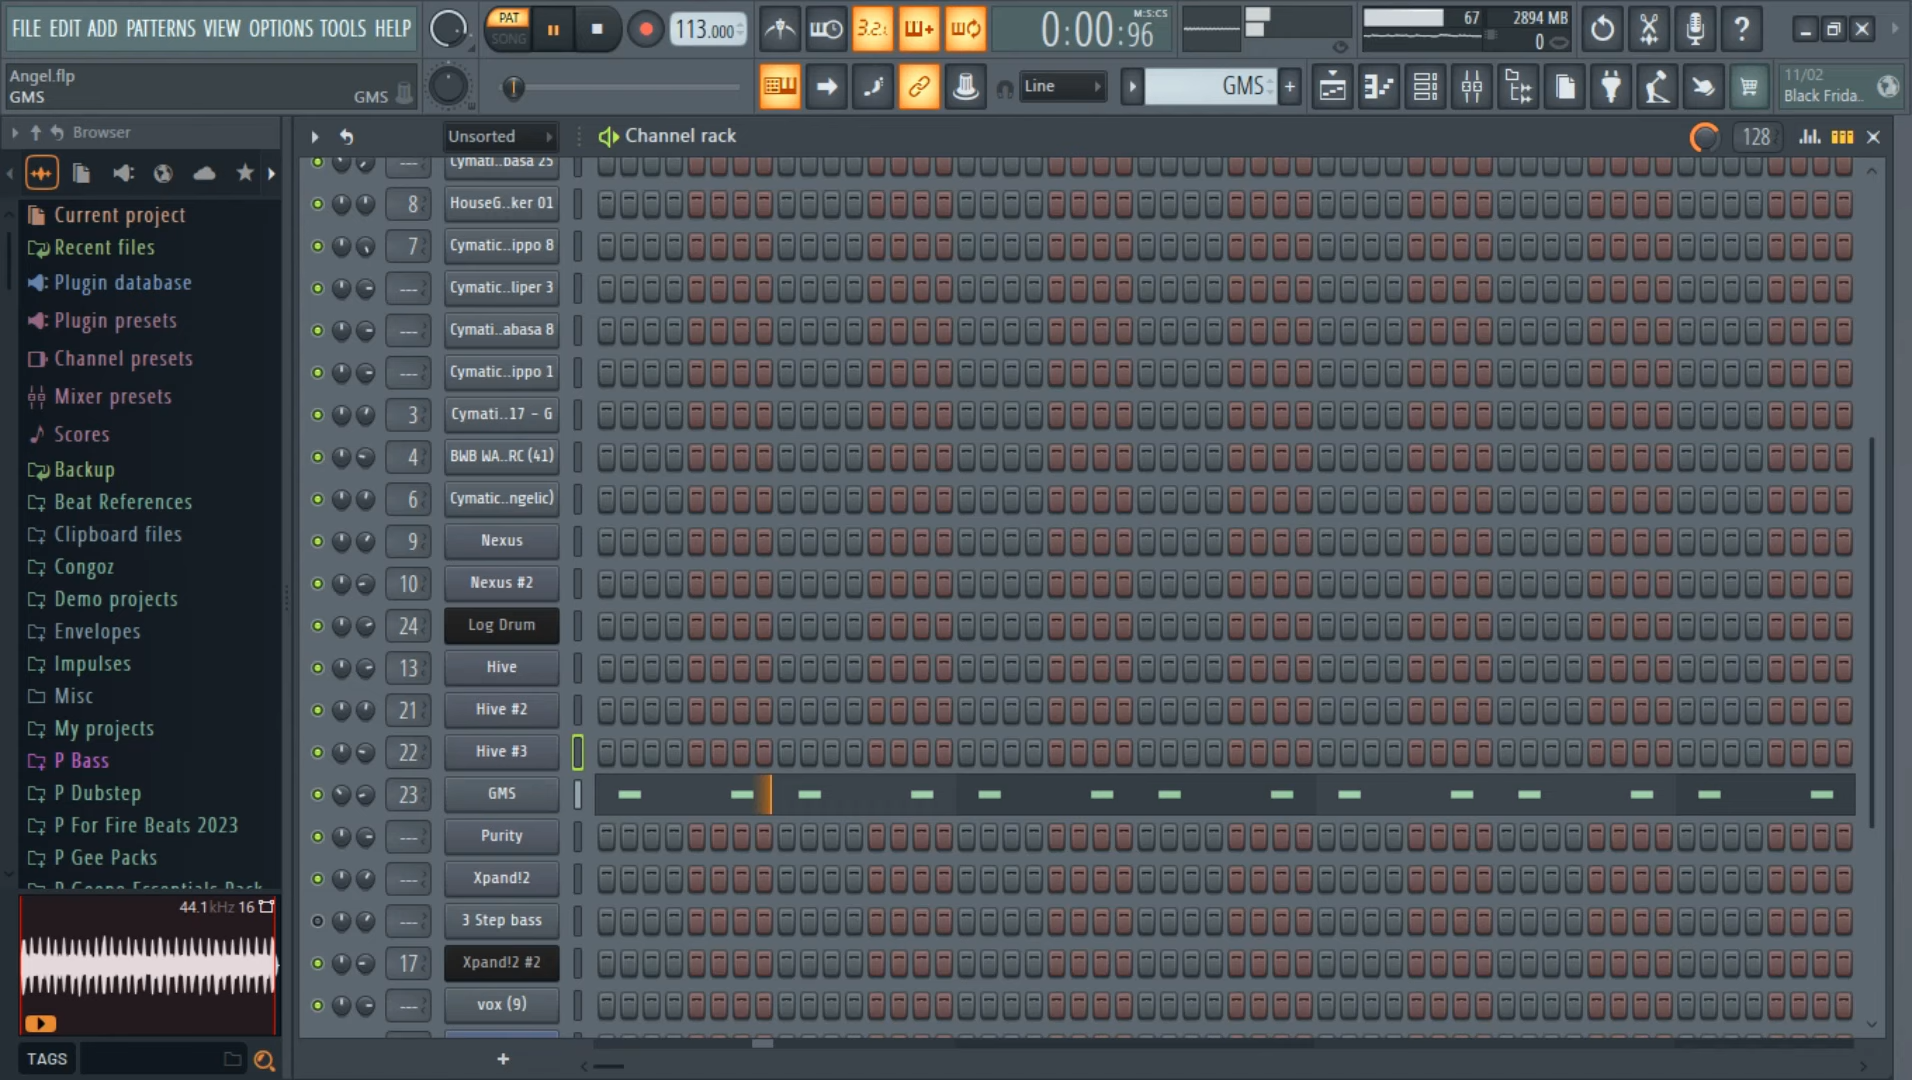 FILE EDIT ADD PATTERNS VIEW OPTIONS TOOLS HELP
PAT
SONG
113.000
3.2.1
0:00:96
M:S:CS
67
2894 MB
0
Angel.flp
GMS
GMS
Line
GMS
11/02
Black Frida..
Browser
Unsorted
Channel rack
128
Current project
Recent files
Plugin database
Plugin presets
Channel presets
Mixer presets
Scores
Backup
Beat References
Clipboard files
Congoz
Demo projects
Envelopes
Impulses
Misc
My projects
P Bass
P Dubstep
P For Fire Beats 2023
P Gee Packs
44.1kHz 16
TAGS
--- Cymati..basa 25
8 HouseG..ker 01
7 Cymatic..ippo 8
--- Cymatic..liper 3
--- Cymati..abasa 8
--- Cymatic..ippo 1
3 Cymati..17 - G
4 BWB WA..RC (41)
6 Cymatic..ngelic)
9 Nexus
10 Nexus #2
24 Log Drum
13 Hive
21 Hive #2
22 Hive #3
23 GMS
--- Purity
--- Xpand!2
--- 3 Step bass
17 Xpand!2 #2
--- vox (9)
+